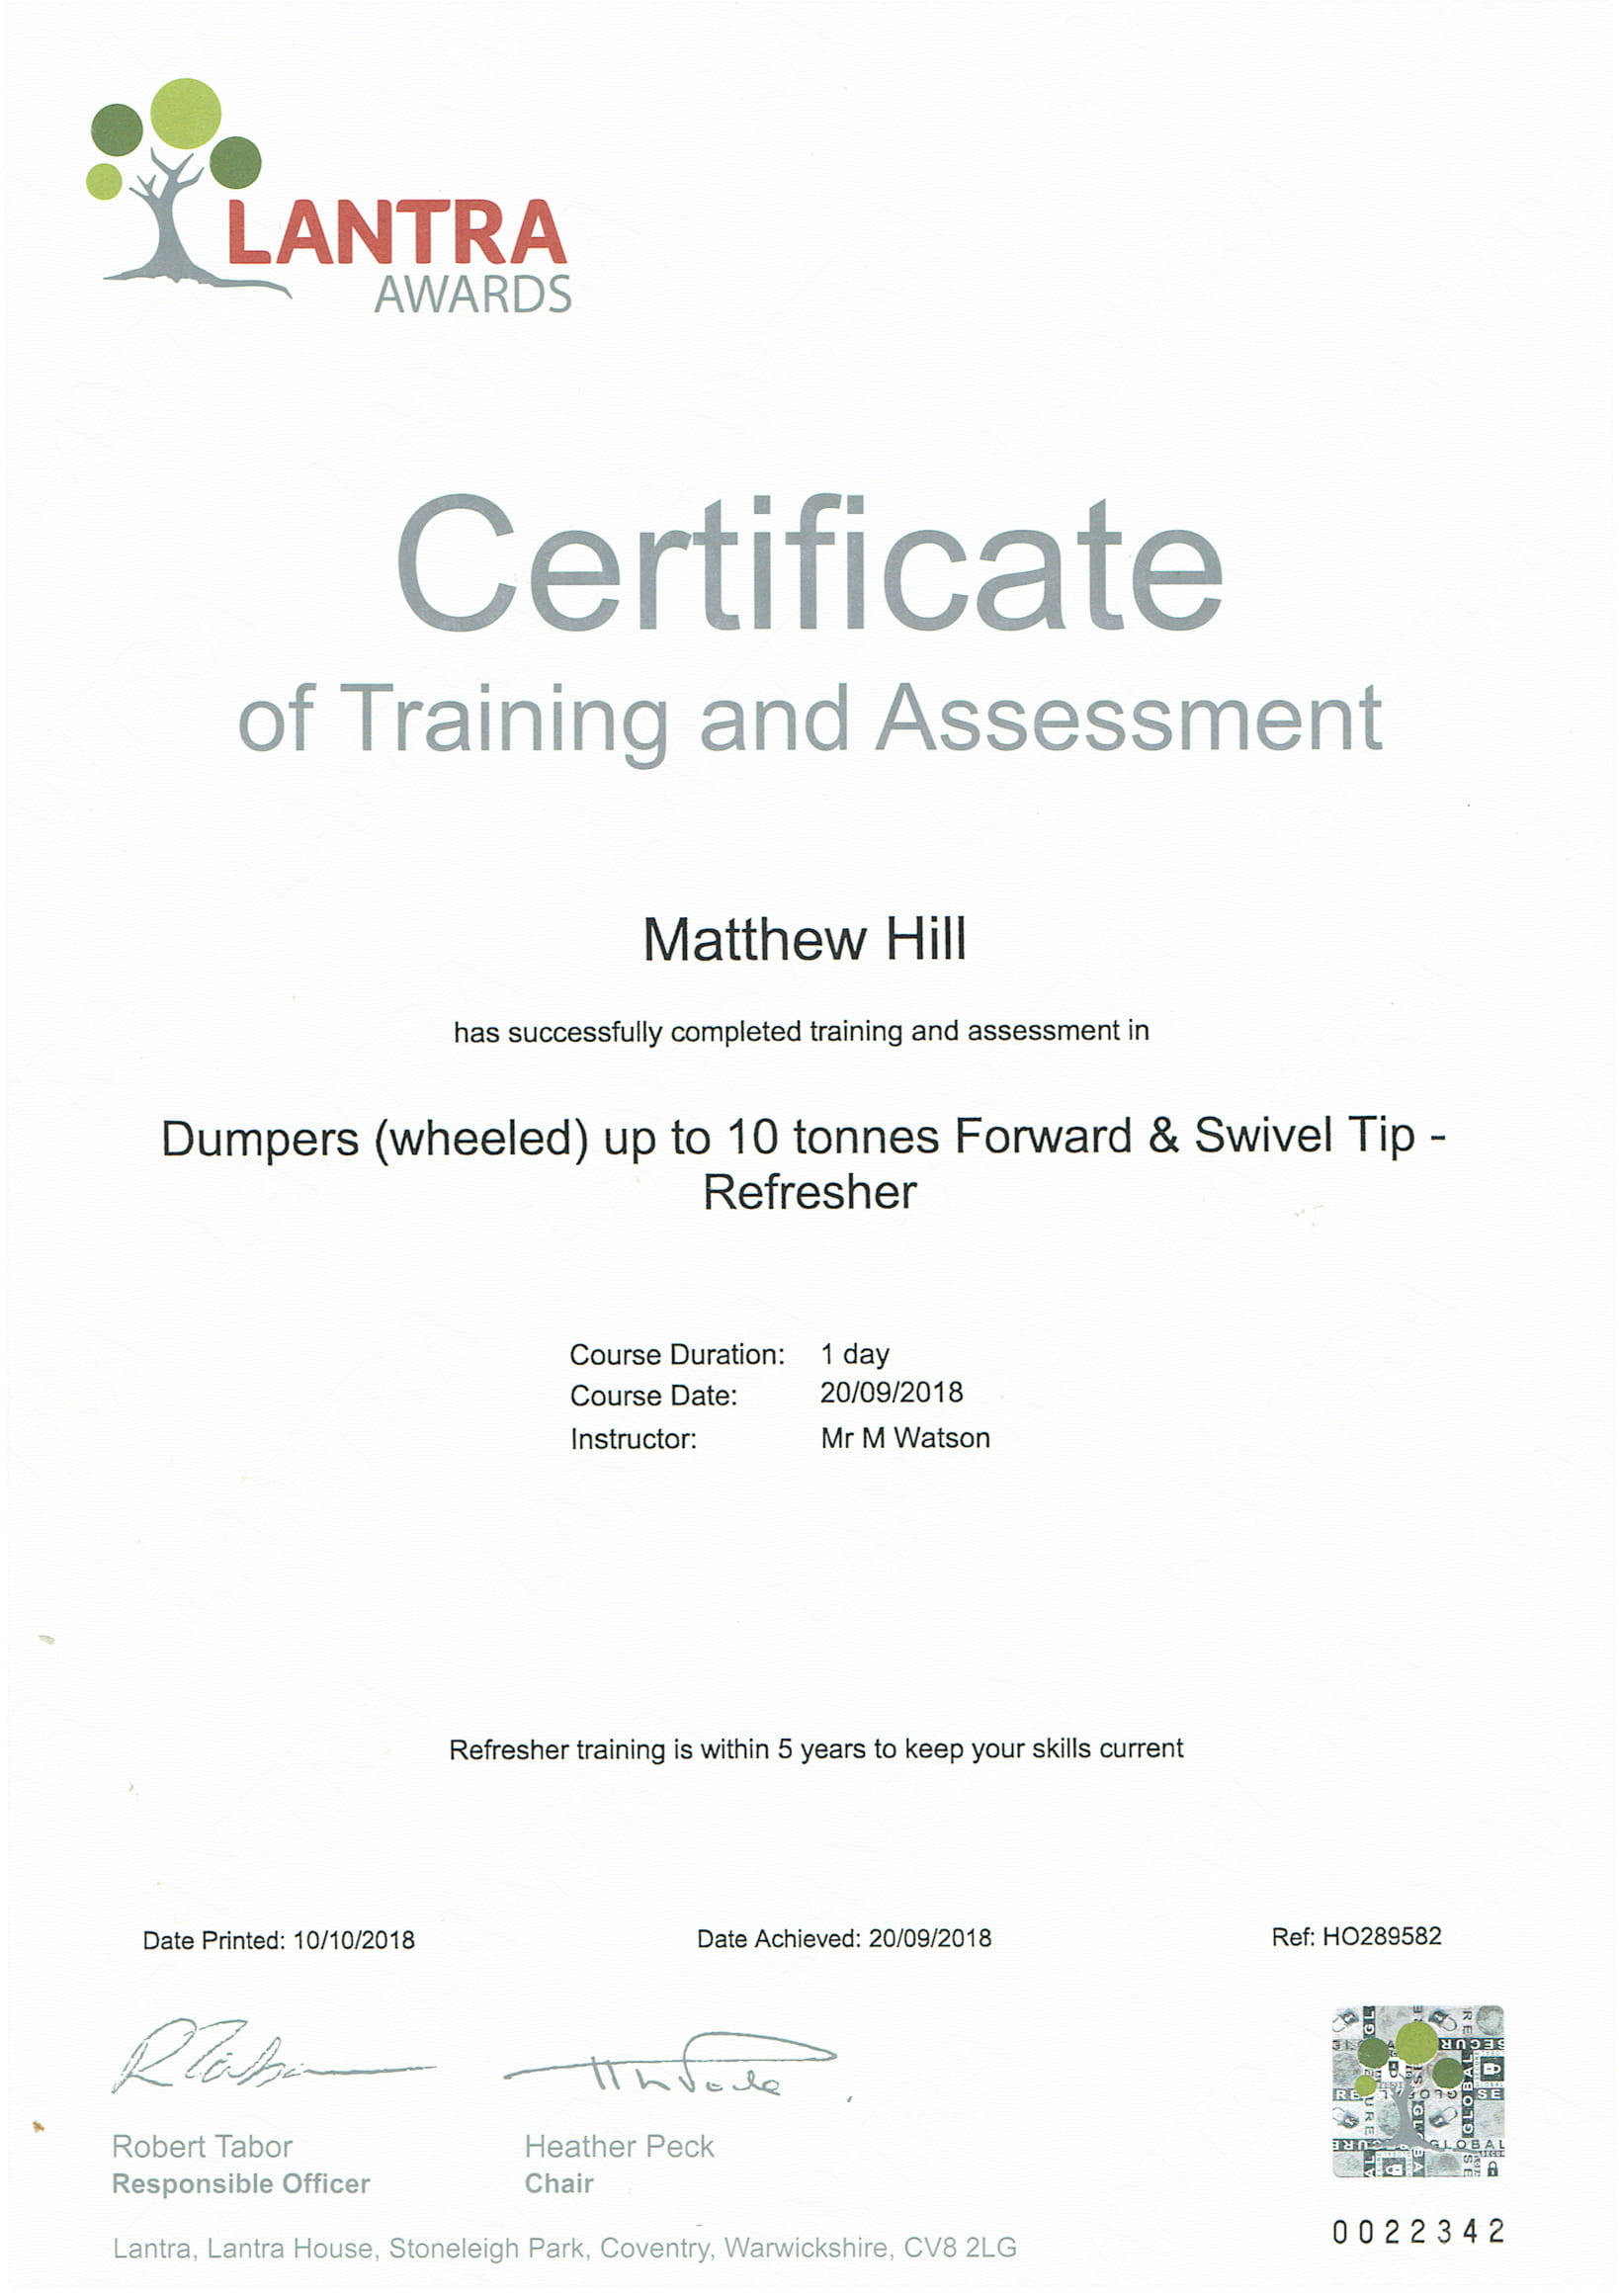 LANTRA
AWARDS
Certificate
of Training and Assessment
Matthew Hill
has successfully completed training and assessment in
Dumpers (wheeled) up to 10 tonnes Forward & Swivel Tip -
Refresher
Course Duration: 1 day
Course Date: 20/09/2018
Instructor: Mr M Watson
Refresher training is within 5 years to keep your skills current
Date Printed: 10/10/2018 Date Achieved: 20/09/2018 Ref: HO289582
Robert Tabor Heather Peck
Responsible Officer Chair
0022342
Lantra, Lantra House, Stoneleigh Park, Coventry, Warwickshire, CV8 2LG